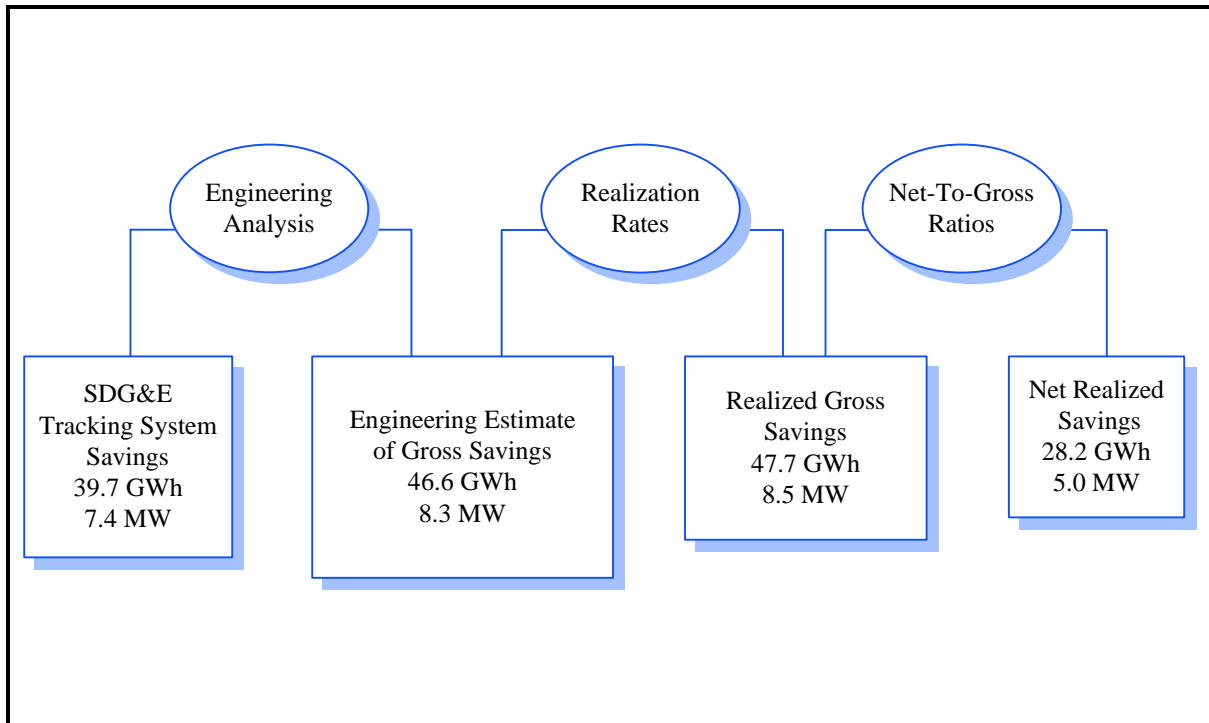 Engineering
Analysis
Realization
Rates
Net-To-Gross
Ratios
SDG&E
Tracking System
Savings
39.7 GWh
7.4 MW
Engineering Estimate
of Gross Savings
46.6 GWh
8.3 MW
Realized Gross
Savings
47.7 GWh
8.5 MW
Net Realized
Savings
28.2 GWh
5.0 MW